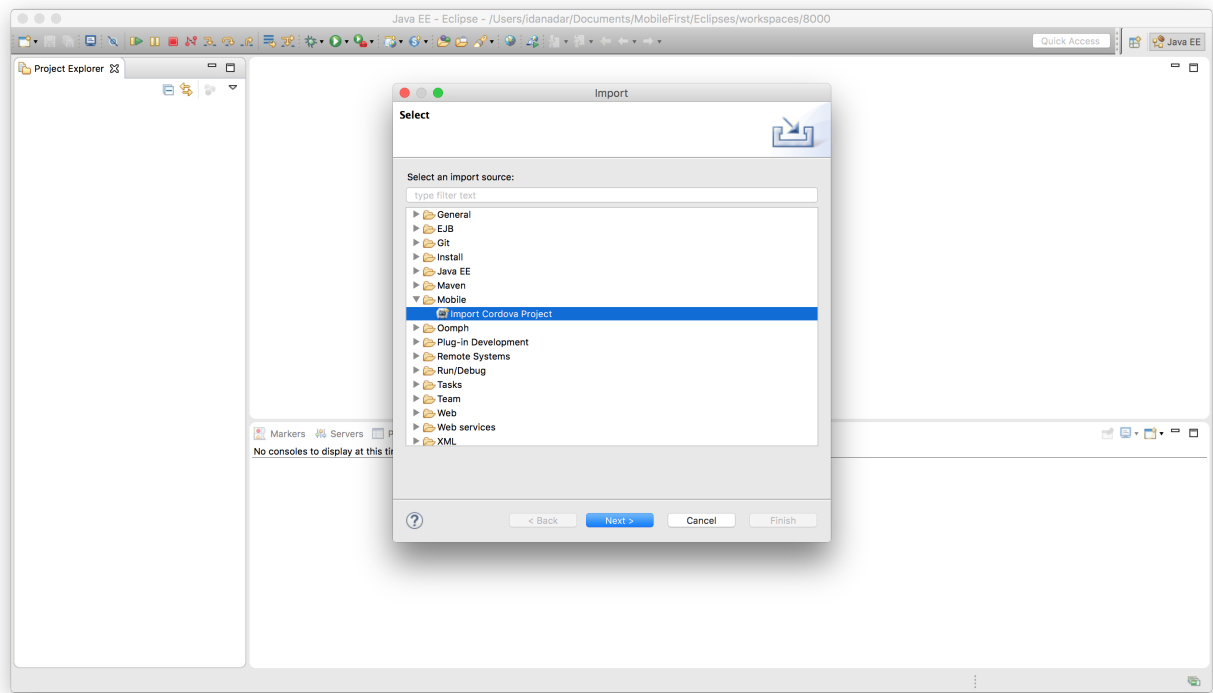 Java EE - Eclipse - /Users/idanadar/Documents/MobileFirst/Eclipses/workspaces/8000
Quick Access
Java EE
Project Explorer
Import
Select
Select an import source:
type filter text
General
EJB
Git
Install
Java EE
Maven
Mobile
Import Cordova Project
Oomph
Plug-in Development
Remote Systems
Run/Debug
Tasks
Team
Web
Web services
XML
Markers Servers P
No consoles to display at this ti
? < Back Next > Cancel Finish